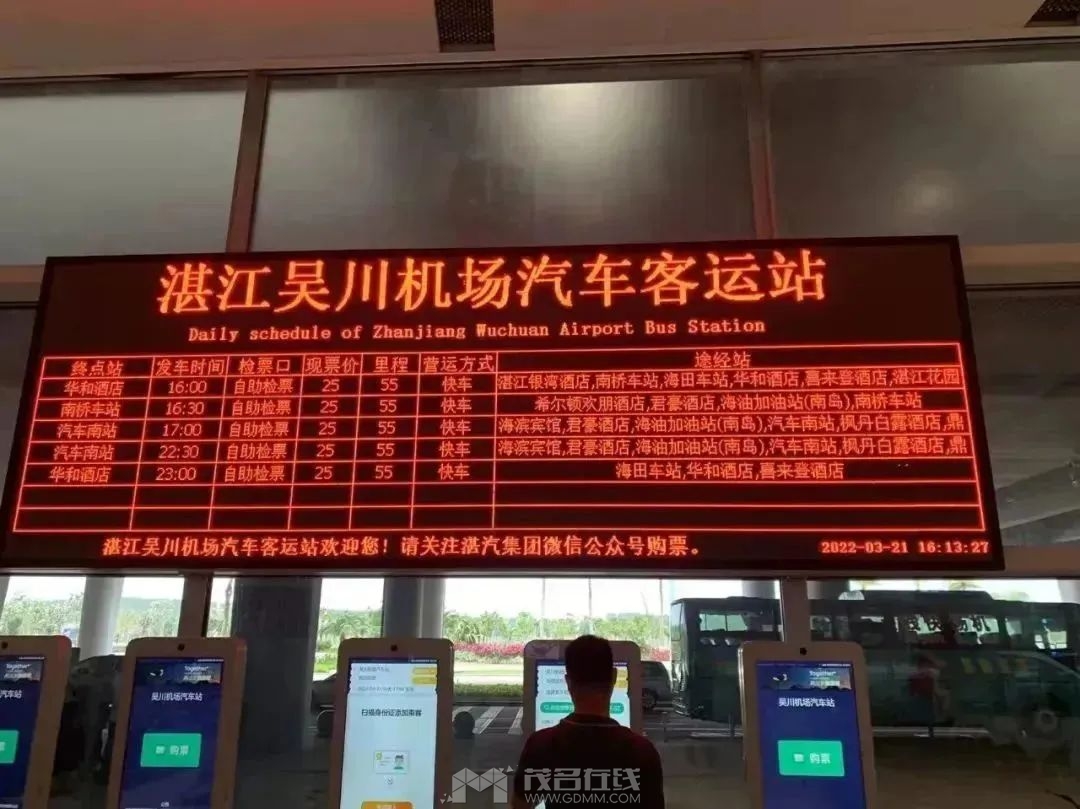 湛江吴川机场汽车客运站
Daily schedule of Zhanjiang Wuchuan Airport Bus Station
终点站 发车时间 检票口 现票价 里程 营运方式 途经站
华和酒店 16:00 自助检票 25 55 快车 湛江银湾酒店,南桥车站,海田车站,华和酒店,喜来登酒店,湛江花园
南桥车站 16:30 自助检票 25 55 快车 希尔顿欢朋酒店,君豪酒店,海油加油站(南岛),南桥车站
汽车南站 17:00 自助检票 25 55 快车 海滨宾馆,君豪酒店,海油加油站(南岛),汽车南站,枫丹白露酒店,鼎
汽车南站 22:30 自助检票 25 55 快车 海滨宾馆,君豪酒店,海油加油站(南岛),汽车南站,枫丹白露酒店,鼎
华和酒店 23:00 自助检票 25 55 快车 海田车站,华和酒店,喜来登酒店
湛江吴川机场汽车客运站欢迎您！请关注湛汽集团微信公众号购票。 2022-03-21 16:13:27
Together
汽车站
Together
吴川机场汽车站
购票
扫描身份证添加乘客
Together
吴川机场汽车站
购票
茂名在线
WWW.GDMM.COM